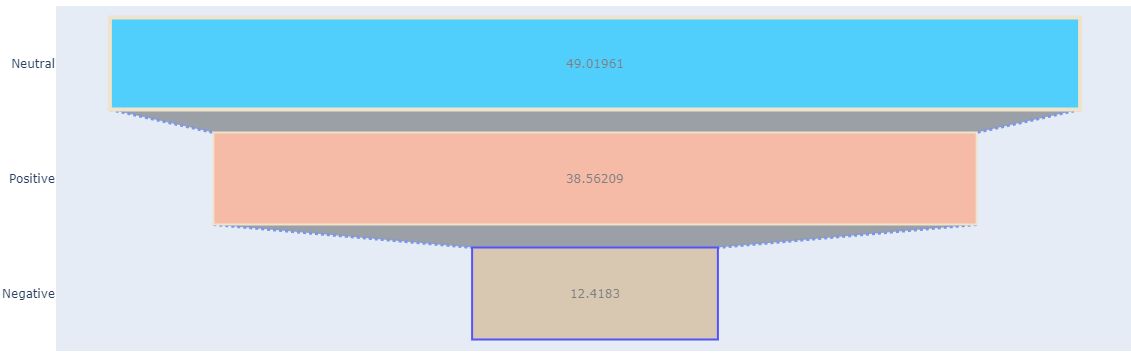 Neutral
49.01961
Positive
38.56209
Negative
12.4183